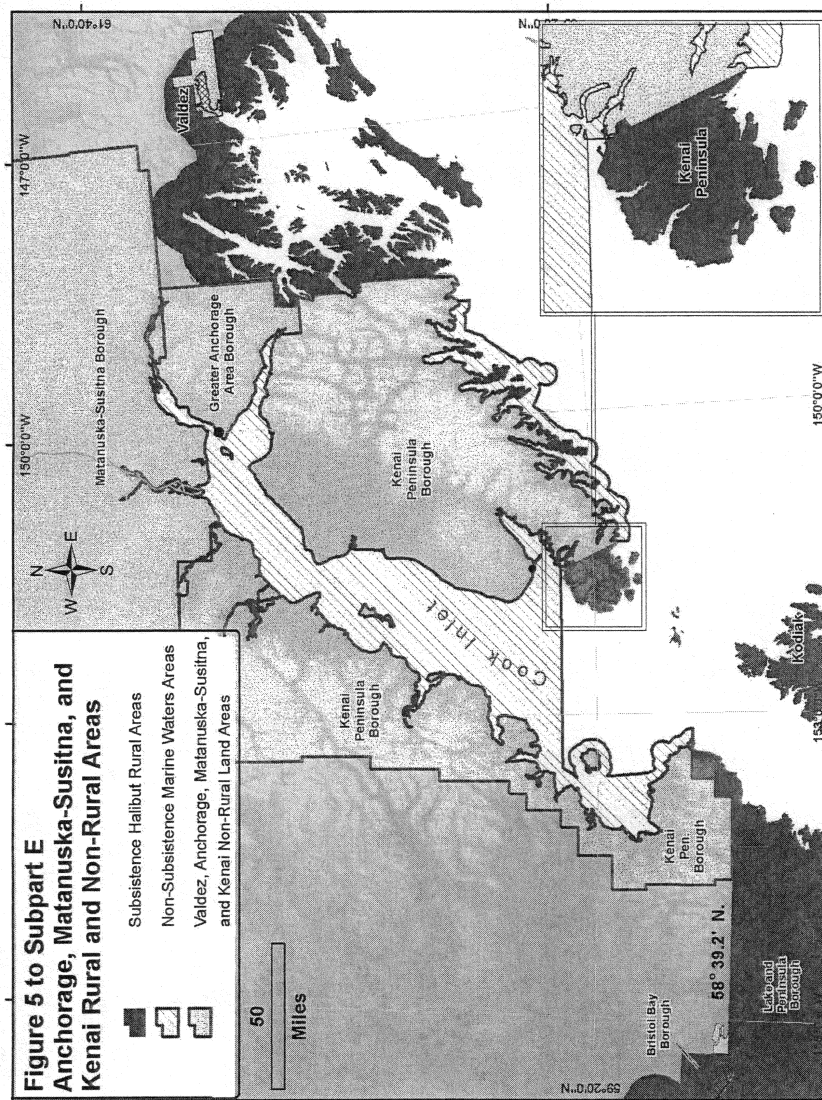 Figure 5 to Subpart E
Anchorage, Matanuska-Susitna, and
Kenai Rural and Non-Rural Areas
Subsistence Halibut Rural Areas
Non-Subsistence Marine Waters Areas
Valdez, Anchorage, Matanuska-Susitna,
and Kenai Non-Rural Land Areas
50
Miles
N
W
E
S
150°0'0"W
147°0'0"W
61°40'0"N
Matanuska-Susitna Borough
Valdez
Greater Anchorage
Area Borough
Kenai
Peninsula
Borough
Kenai
Peninsula
Borough
Cook Inlet
Kenai
Pen.
Borough
58° 39.2' N.
Bristol Bay
Borough
Lake and
Peninsula
Borough
Kodiak
Kenai
Peninsula
59°20'0"N
150°0'0"W